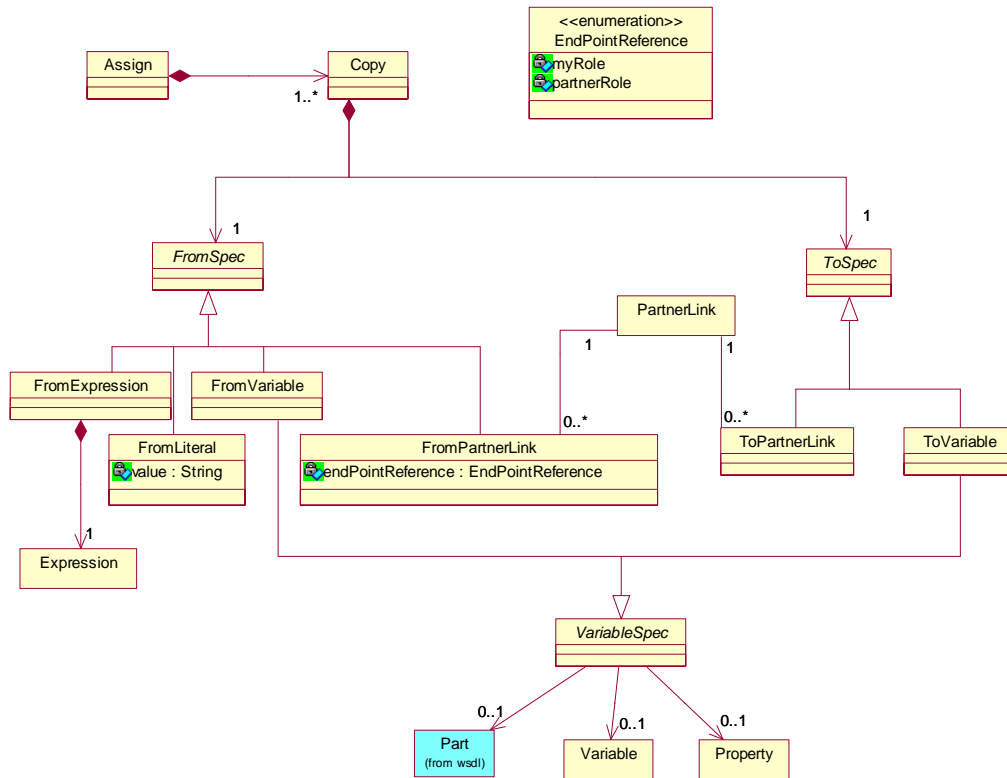 <<enumeration>>
EndPointReference
myRole
partnerRole
Assign
Copy
1..*
1
1
FromSpec
ToSpec
PartnerLink
1
1
FromExpression
FromVariable
0..*
0..*
FromLiteral
value : String
FromPartnerLink
endPointReference : EndPointReference
ToPartnerLink
ToVariable
1
Expression
VariableSpec
0..1
0..1
0..1
Part
(from wsdl)
Variable
Property